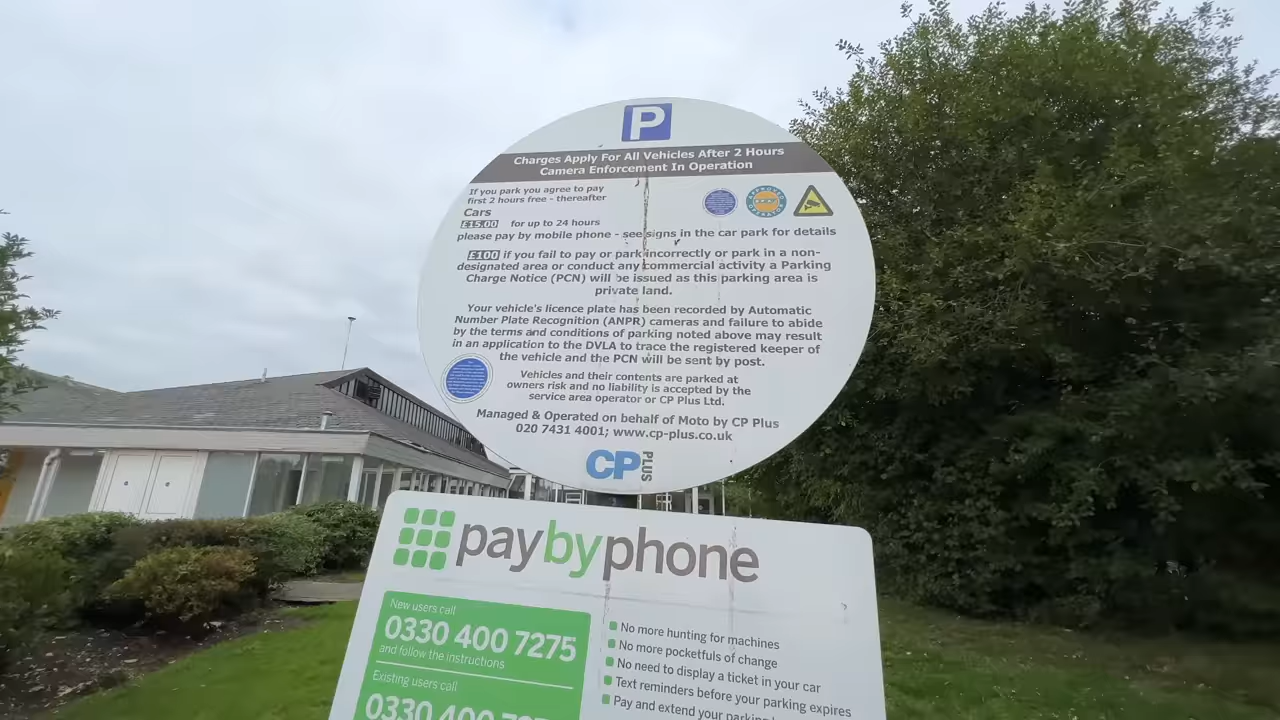 P
Charges Apply For All Vehicles After 2 Hours
Camera Enforcement In Operation
If you park you agree to pay
first 2 hours free - thereafter
Cars
£15.00 for up to 24 hours
please pay by mobile phone - see signs in the car park for details
£100 if you fail to pay or park incorrectly or park in a non-
designated area or conduct any commercial activity a Parking
Charge Notice (PCN) will be issued as this parking area is
private land.
Your vehicle's licence plate has been recorded by Automatic
Number Plate Recognition (ANPR) cameras and failure to abide
by the terms and conditions of parking noted above may result
in an application to the DVLA to trace the registered keeper of
the vehicle and the PCN will be sent by post.
Vehicles and their contents are parked at
owners risk and no liability is accepted by the
service area operator or CP Plus Ltd.
Managed & Operated on behalf of Moto by CP Plus
020 7431 4001; www.cp-plus.co.uk
CP PLUS
paybyphone
New users call
0330 400 7275
and follow the instructions
Existing users call
0330 400
No more hunting for machines
No more pocketfuls of change
No need to display a ticket in your car
Text reminders before your parking expires
Pay and extend your parking